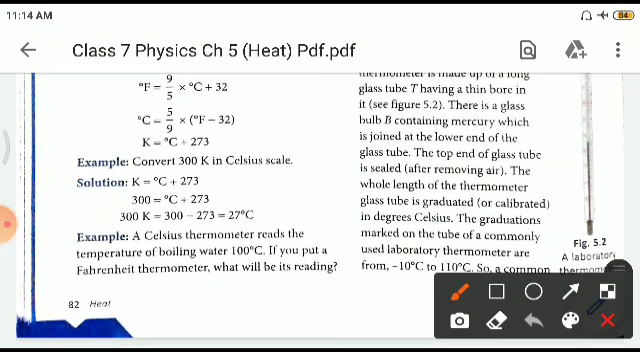 11:14 AM
84
Class 7 Physics Ch 5 (Heat) Pdf.pdf
°F = 9/5 × °C + 32
°C = 5/9 × (°F − 32)
K = °C + 273
Example: Convert 300 K in Celsius scale.
Solution: K = °C + 273
300 = °C + 273
300 K = 300 − 273 = 27°C
Example: A Celsius thermometer reads the
temperature of boiling water 100°C. If you put a
Fahrenheit thermometer, what will be its reading?
82 Heat
thermometer is made up of a long
glass tube T having a thin bore in
it (see figure 5.2). There is a glass
bulb B containing mercury which
is joined at the lower end of the
glass tube. The top end of glass tube
is sealed (after removing air). The
whole length of the thermometer
glass tube is graduated (or calibrated)
in degrees Celsius. The graduations
marked on the tube of a commonly
used laboratory thermometer are
from, −10°C to 110°C. So, a common
Fig. 5.2
A laboratory